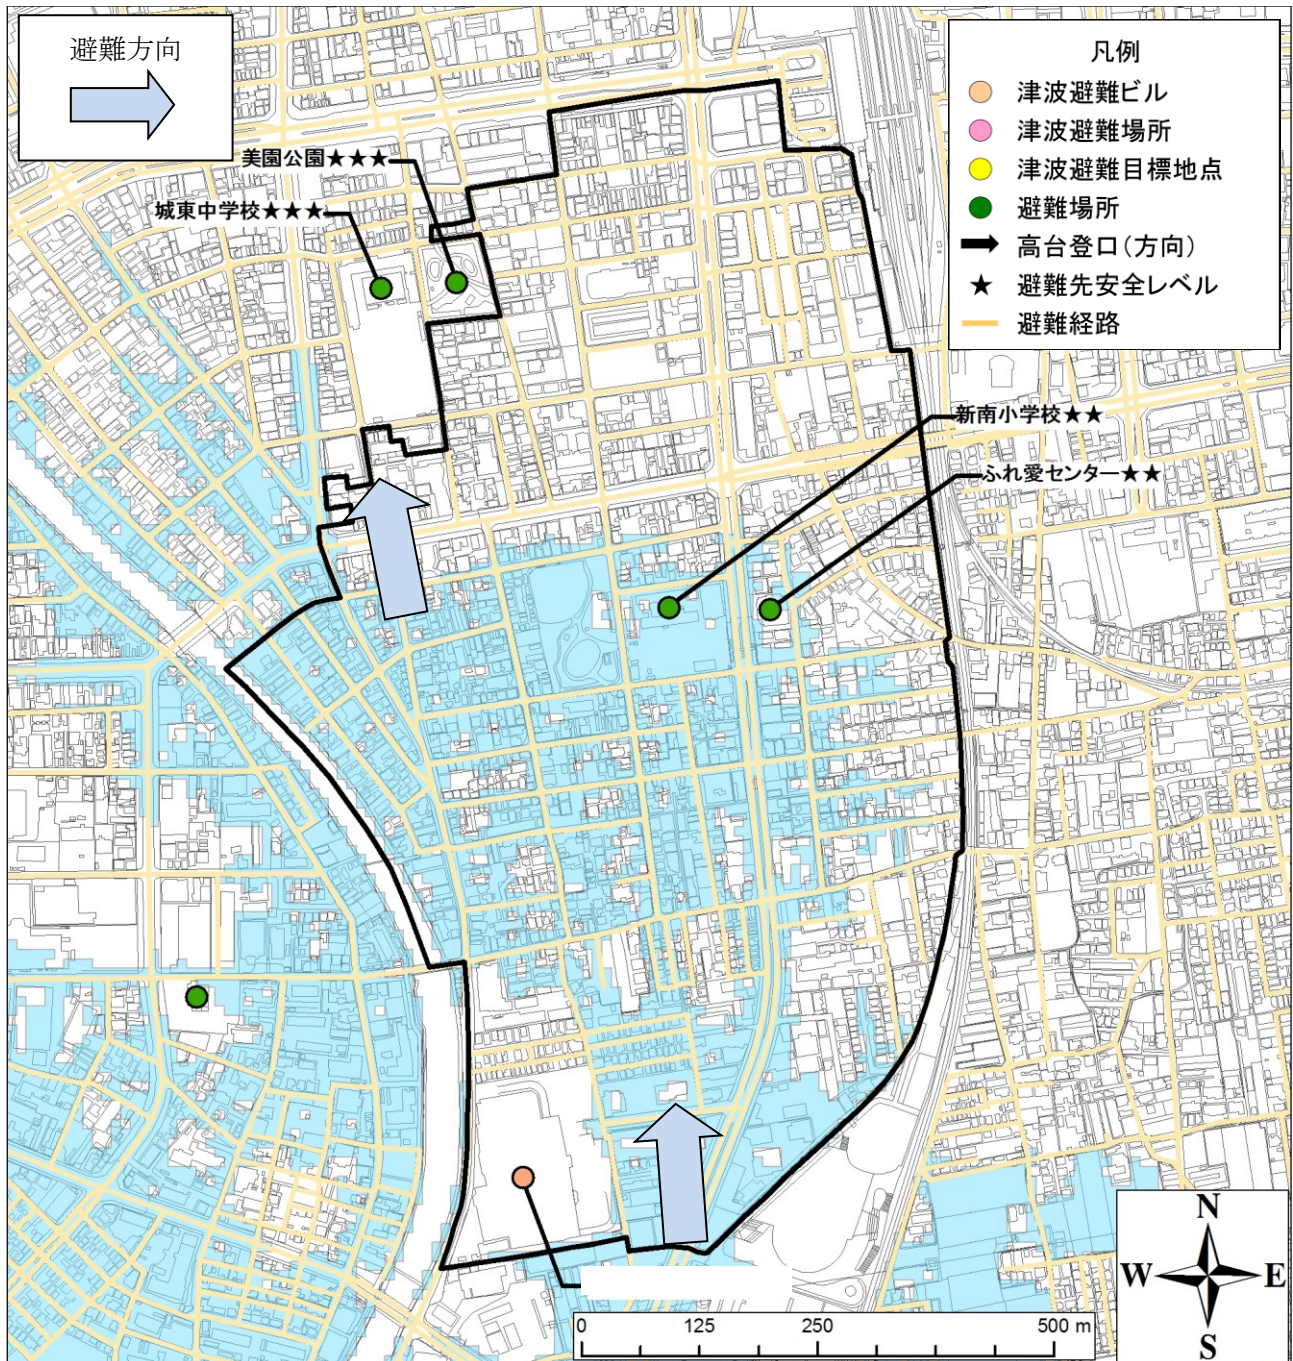 避難方向
凡例
津波避難ビル
津波避難場所
津波避難目標地点
避難場所
高台登口(方向)
★ 避難先安全レベル
避難経路
美園公園★★★
城東中学校★★★
新南小学校★★
ふれ愛センター★★
N
W E
S
0 125 250 500 m